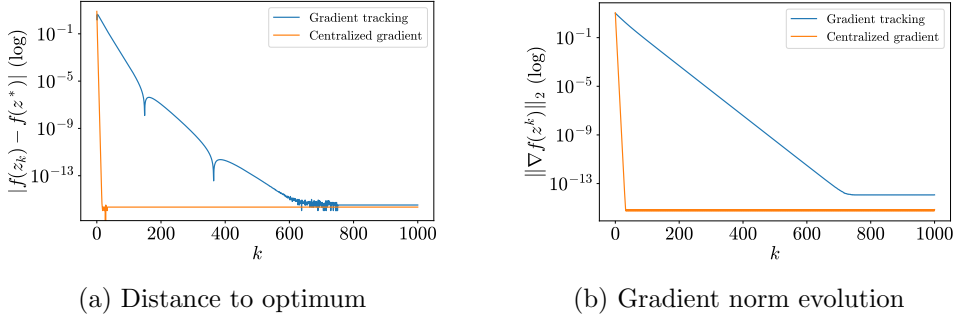 Gradient tracking
Centralized gradient
10⁻¹
10⁻⁵
10⁻⁹
10⁻¹³
|f(z_k) − f(z*)| (log)
0 200 400 600 800 1000
k
(a) Distance to optimum
Gradient tracking
Centralized gradient
10⁻¹
10⁻⁵
10⁻⁹
10⁻¹³
||∇f(z^k)||₂ (log)
0 200 400 600 800 1000
k
(b) Gradient norm evolution